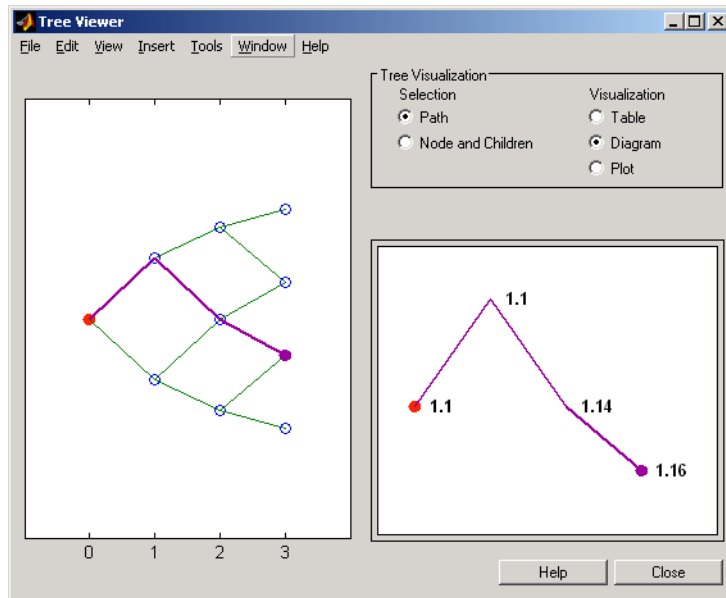 Tree Viewer
File Edit View Insert Tools Window Help
Tree Visualization
Selection
Path
Node and Children
Visualization
Table
Diagram
Plot
0 1 2 3
1.1
1.1
1.14
1.16
Help Close